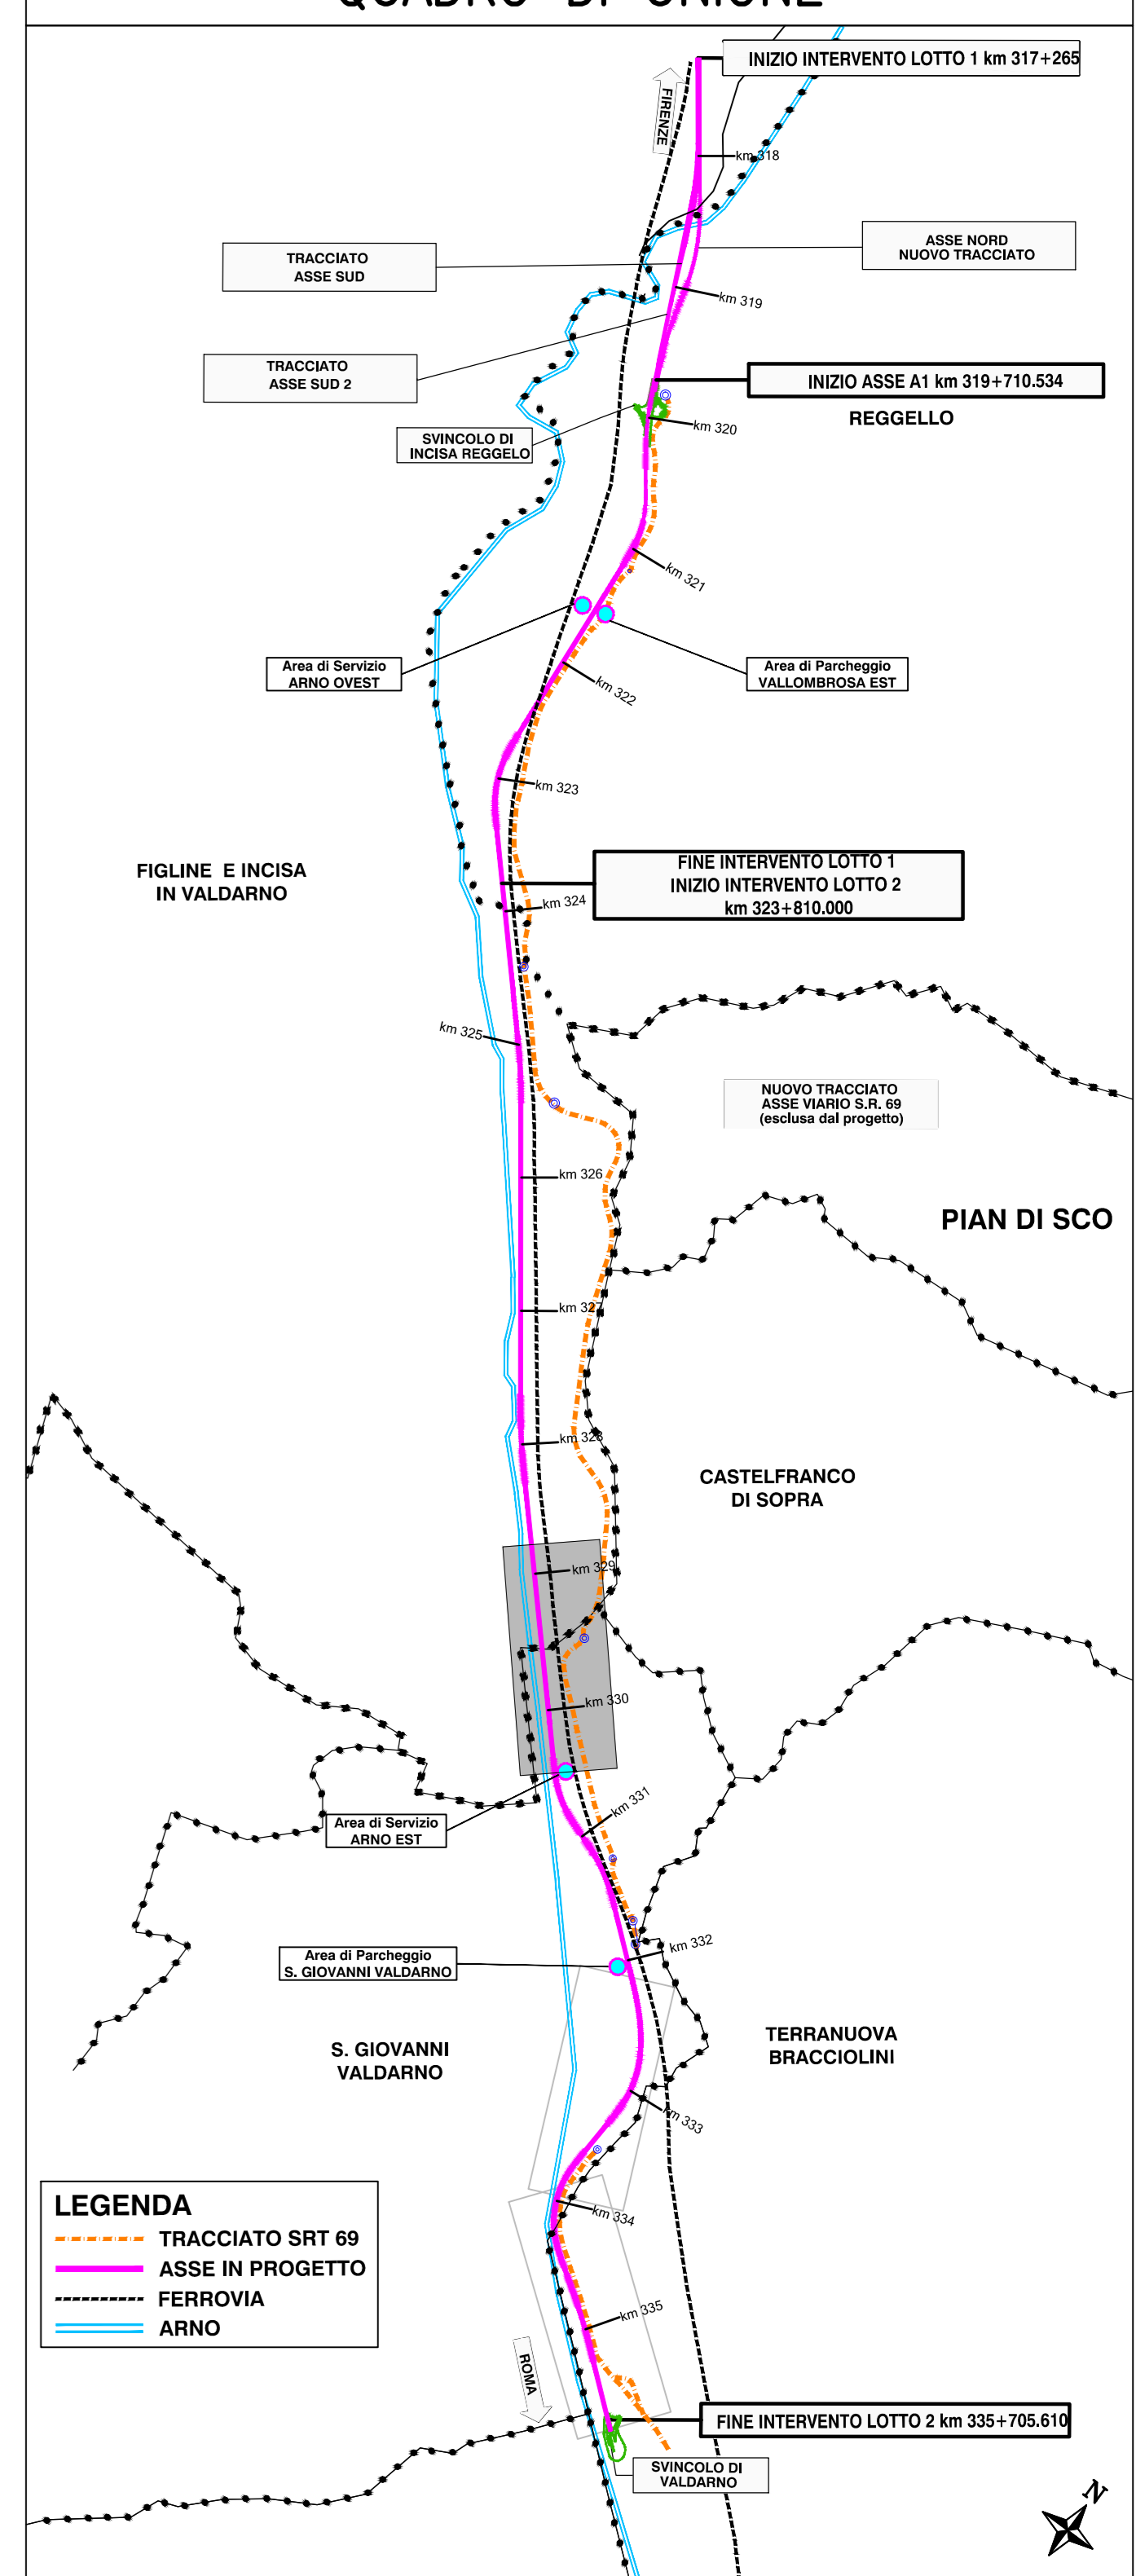 QUADRO DI UNIONE
INIZIO INTERVENTO LOTTO 1 km 317+265
FIRENZE
km 318
ASSE NORD
NUOVO TRACCIATO
TRACCIATO
ASSE SUD
km 319
TRACCIATO
ASSE SUD 2
INIZIO ASSE A1 km 319+710.534
REGGELLO
km 320
SVINCOLO DI
INCISA REGGELO
km 321
Area di Servizio
ARNO OVEST
Area di Parcheggio
VALLOMBROSA EST
km 322
km 323
FIGLINE E INCISA
IN VALDARNO
FINE INTERVENTO LOTTO 1
INIZIO INTERVENTO LOTTO 2
km 323+810.000
km 324
km 325
NUOVO TRACCIATO
ASSE VIARIO S.R. 69
(esclusa dal progetto)
km 326
PIAN DI SCO
km 327
km 328
CASTELFRANCO
DI SOPRA
km 329
km 330
km 331
Area di Servizio
ARNO EST
km 332
Area di Parcheggio
S. GIOVANNI VALDARNO
S. GIOVANNI
VALDARNO
TERRANUOVA
BRACCIOLINI
km 333
km 334
LEGENDA
TRACCIATO SRT 69
ASSE IN PROGETTO
FERROVIA
ARNO
km 335
ROMA
FINE INTERVENTO LOTTO 2 km 335+705.610
SVINCOLO DI
VALDARNO
N